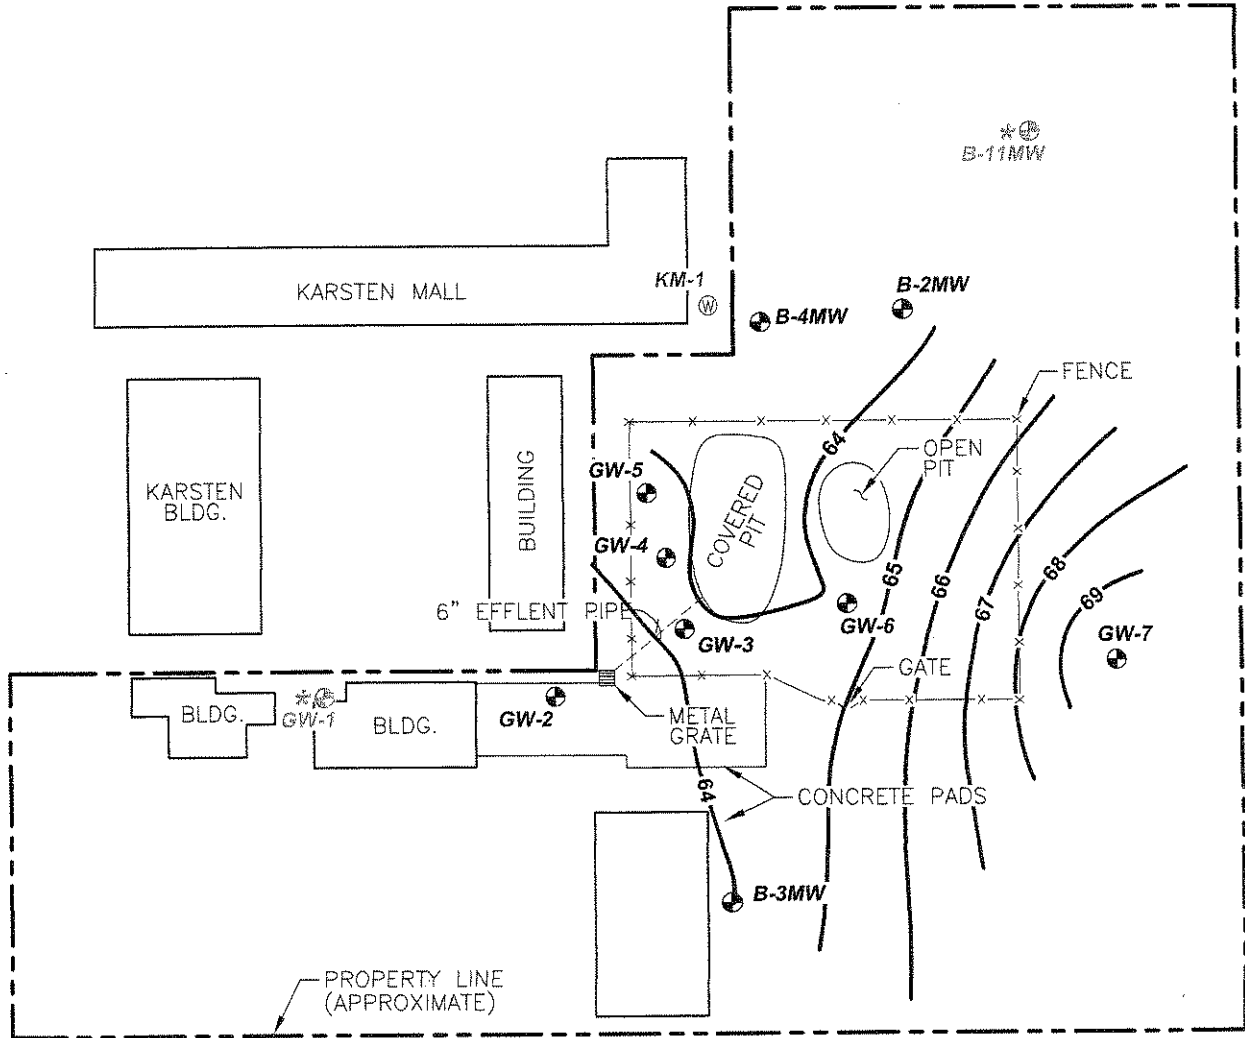 * B-11MW
KM-1
W
KARSTEN MALL
B-2MW
B-4MW
FENCE
64
OPEN
PIT
GW-5
KARSTEN
BLDG.
BUILDING
COVERED
PIT
GW-4
65
66
67
68
69
6" EFFLENT PIPE
GW-6
GW-3
GW-7
GATE
* GW-1
BLDG.
BLDG.
GW-2
METAL
GRATE
64
CONCRETE PADS
B-3MW
PROPERTY LINE
(APPROXIMATE)